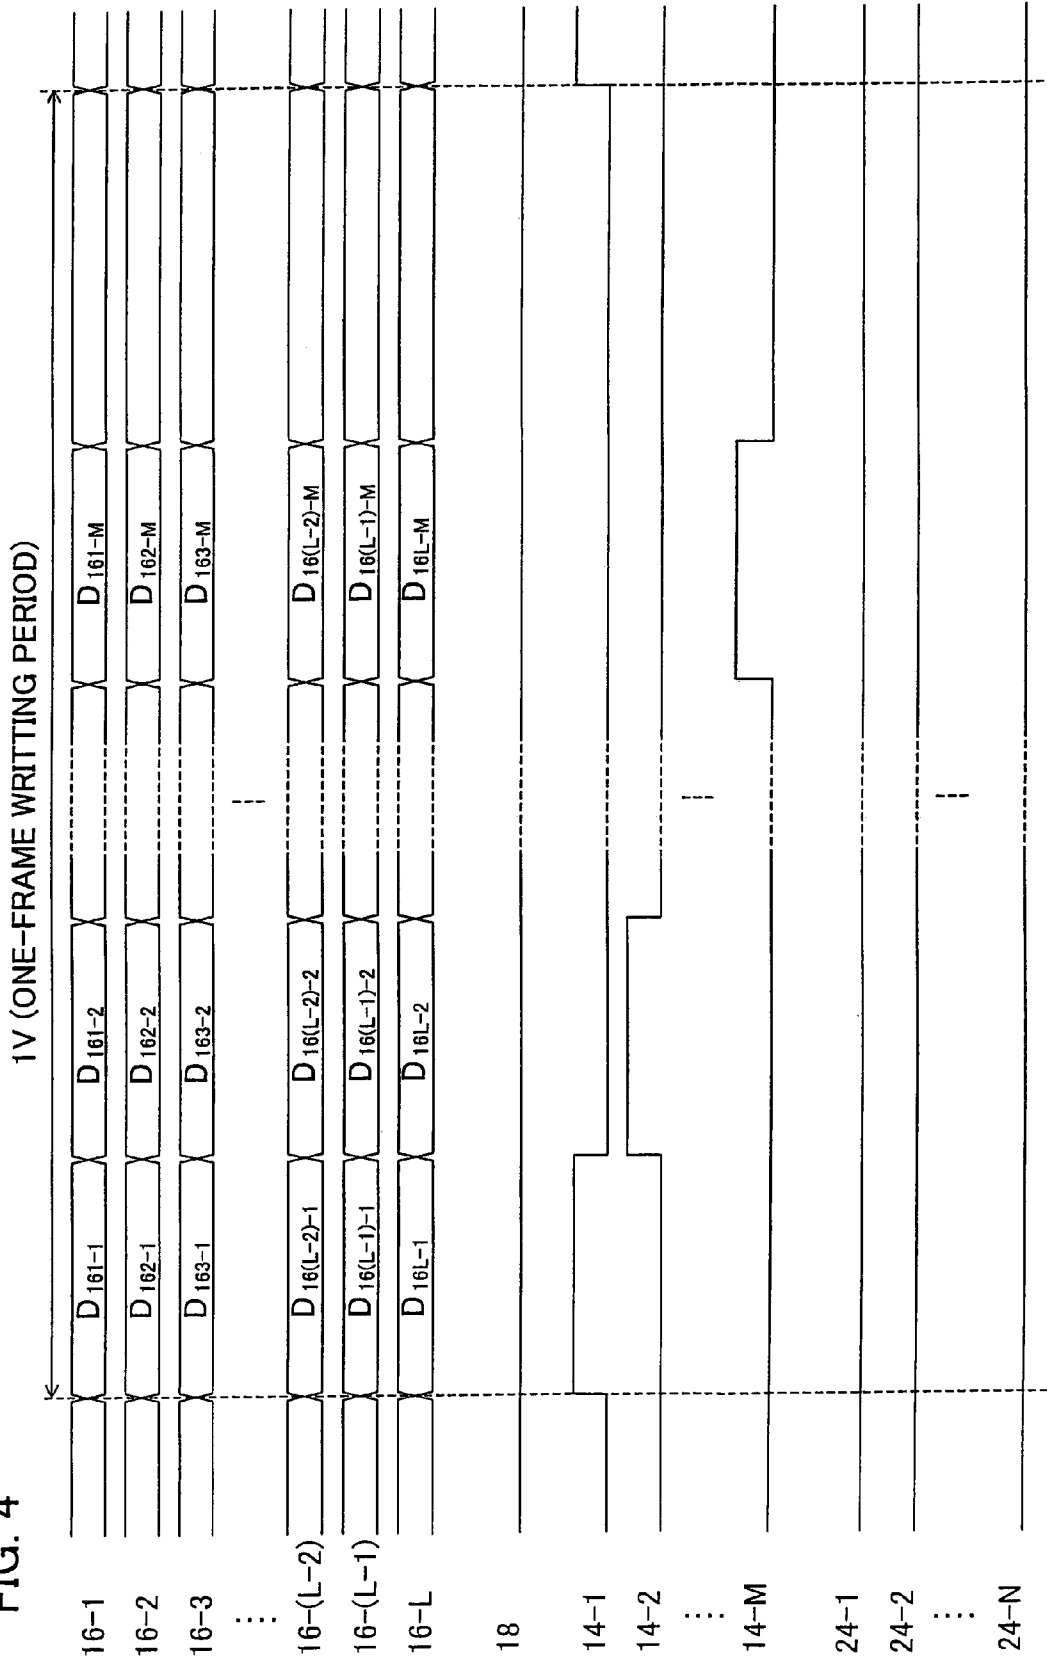 FIG. 4
1V (ONE-FRAME WRITTING PERIOD)
16-1 D161-1 D161-2 D161-M
16-2 D162-1 D162-2 D162-M
16-3 D163-1 D163-2 D163-M
16-(L-2) D16(L-2)-1 D16(L-2)-2 D16(L-2)-M
16-(L-1) D16(L-1)-1 D16(L-1)-2 D16(L-1)-M
16-L D16L-1 D16L-2 D16L-M
18
14-1
14-2
14-M
24-1
24-2
24-N